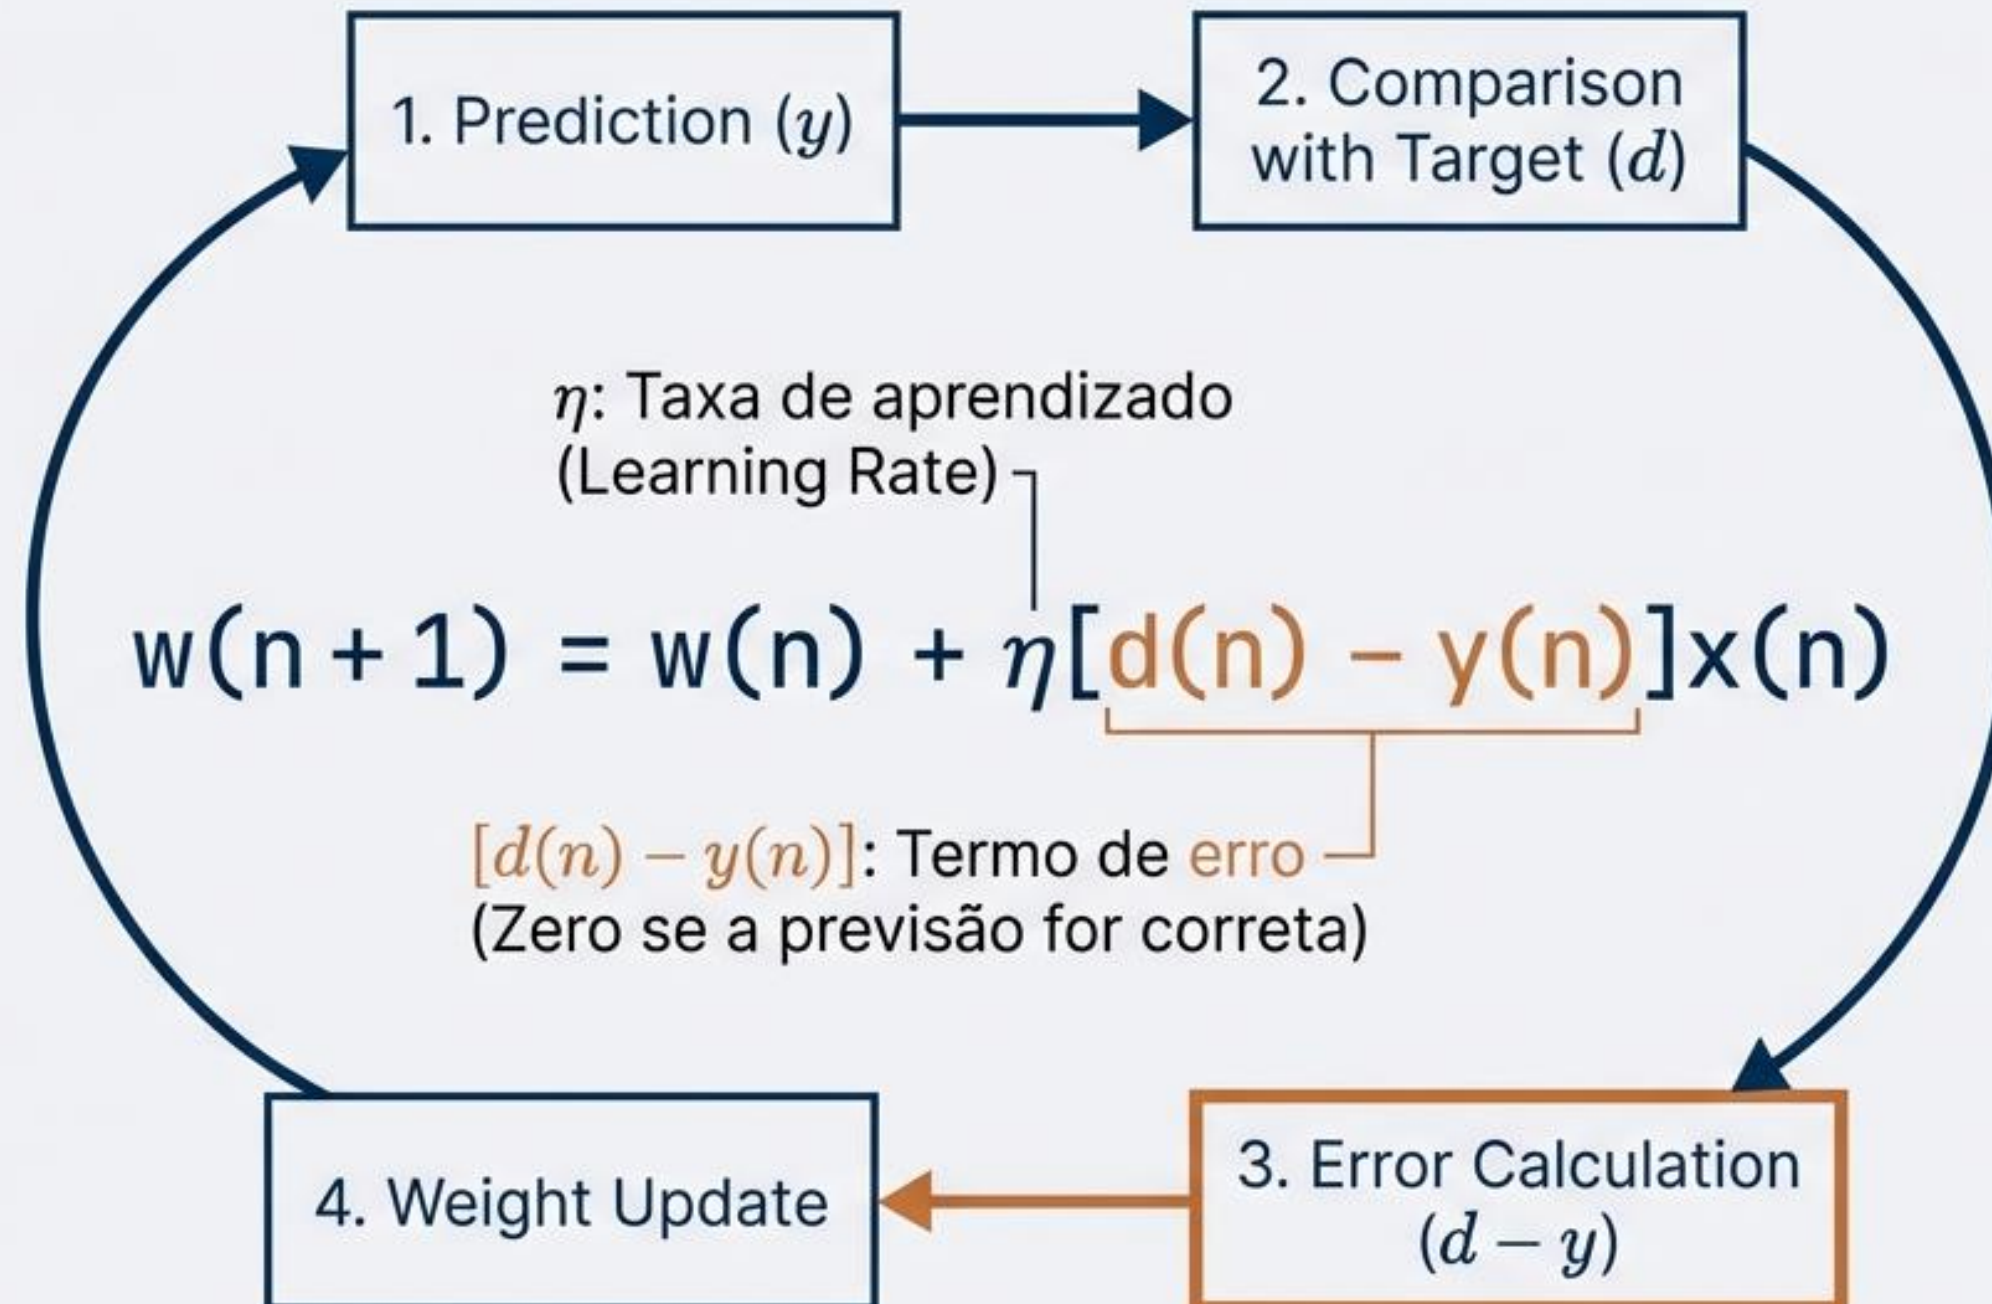 1. Prediction (y)
2. Comparison
with Target (d)
η: Taxa de aprendizado
(Learning Rate)
w(n + 1) = w(n) + η[d(n) − y(n)]x(n)
[d(n) − y(n)]: Termo de erro
(Zero se a previsão for correta)
4. Weight Update
3. Error Calculation
(d − y)